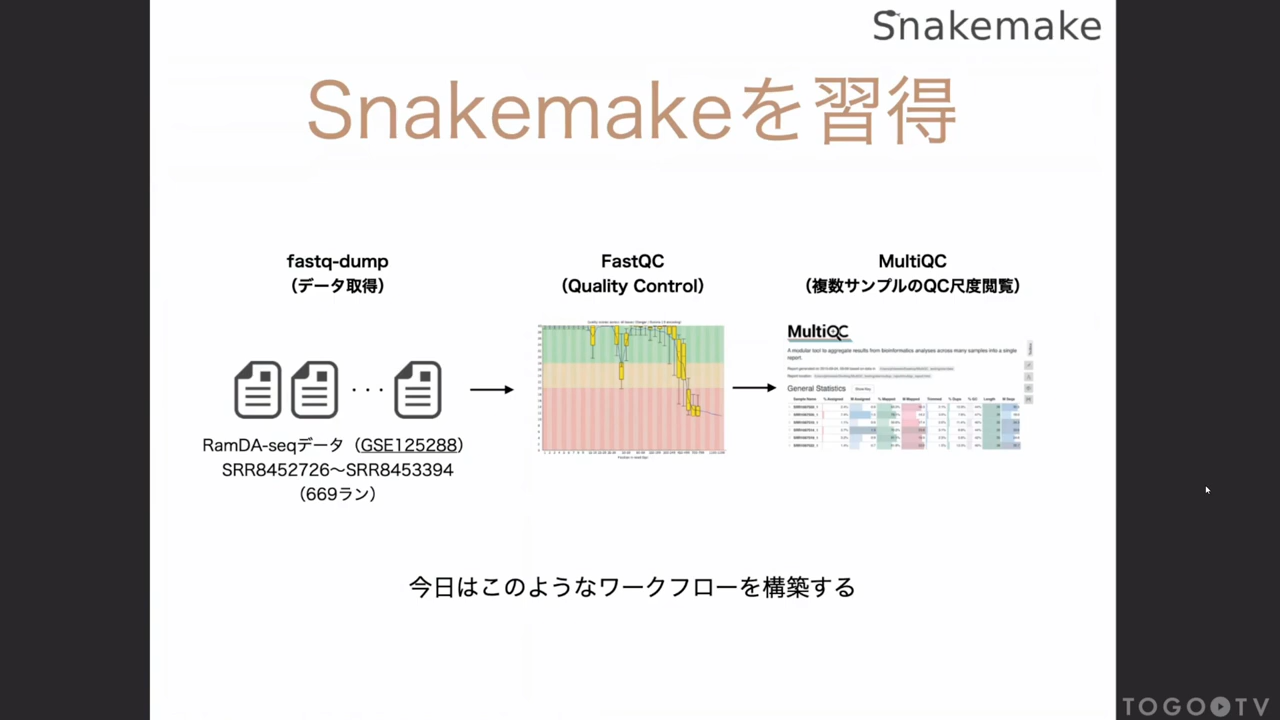 Snakemake
Snakemakeを習得
fastq-dump
（データ取得）
FastQC
（Quality Control）
MultiQC
（複数サンプルのQC尺度閲覧）
MultiQC
A modular tool to aggregate results from bioinformatics analyses across many samples into a single
report.
General Statistics
･･･
RamDA-seqデータ（GSE125288）
SRR8452726〜SRR8453394
（669ラン）
今日はこのようなワークフローを構築する
TOGO TV